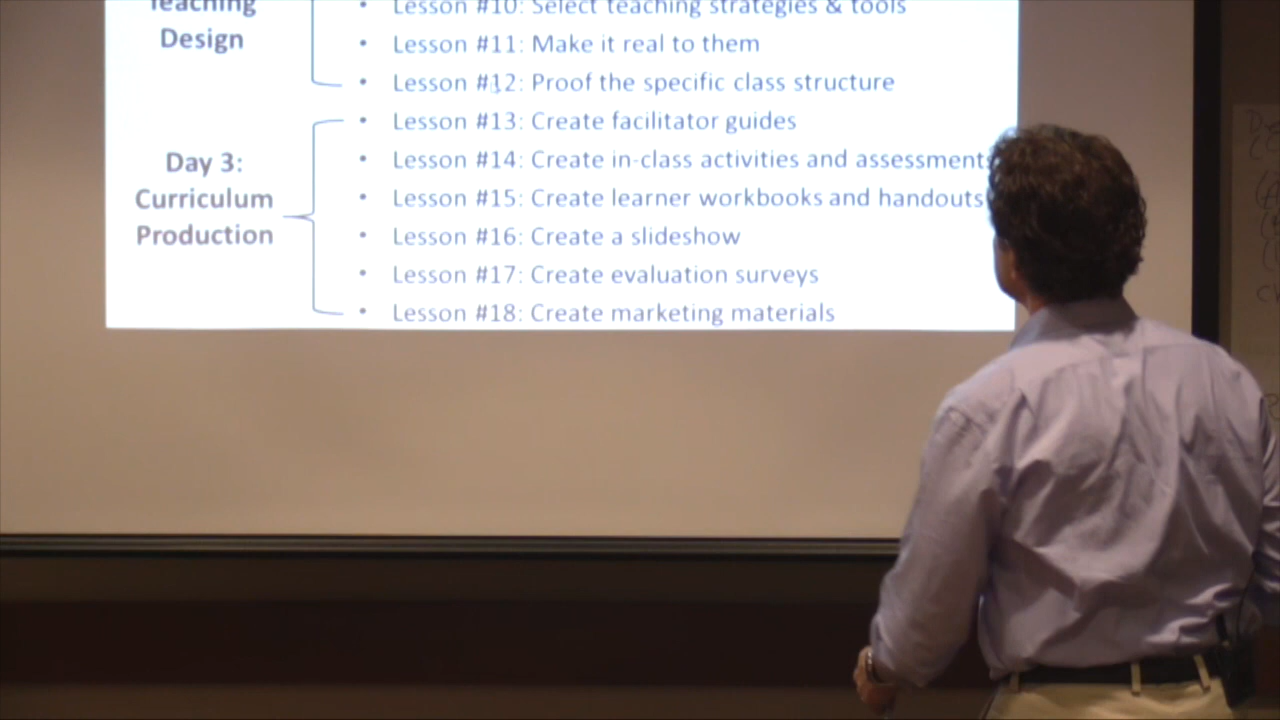 Teaching
Design
• Lesson #10: Select teaching strategies & tools
• Lesson #11: Make it real to them
• Lesson #12: Proof the specific class structure
Day 3:
Curriculum
Production
• Lesson #13: Create facilitator guides
• Lesson #14: Create in-class activities and assessments
• Lesson #15: Create learner workbooks and handouts
• Lesson #16: Create a slideshow
• Lesson #17: Create evaluation surveys
• Lesson #18: Create marketing materials